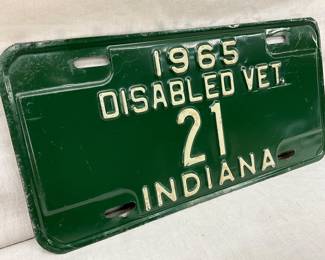 1965
DISABLED VET.
21
INDIANA